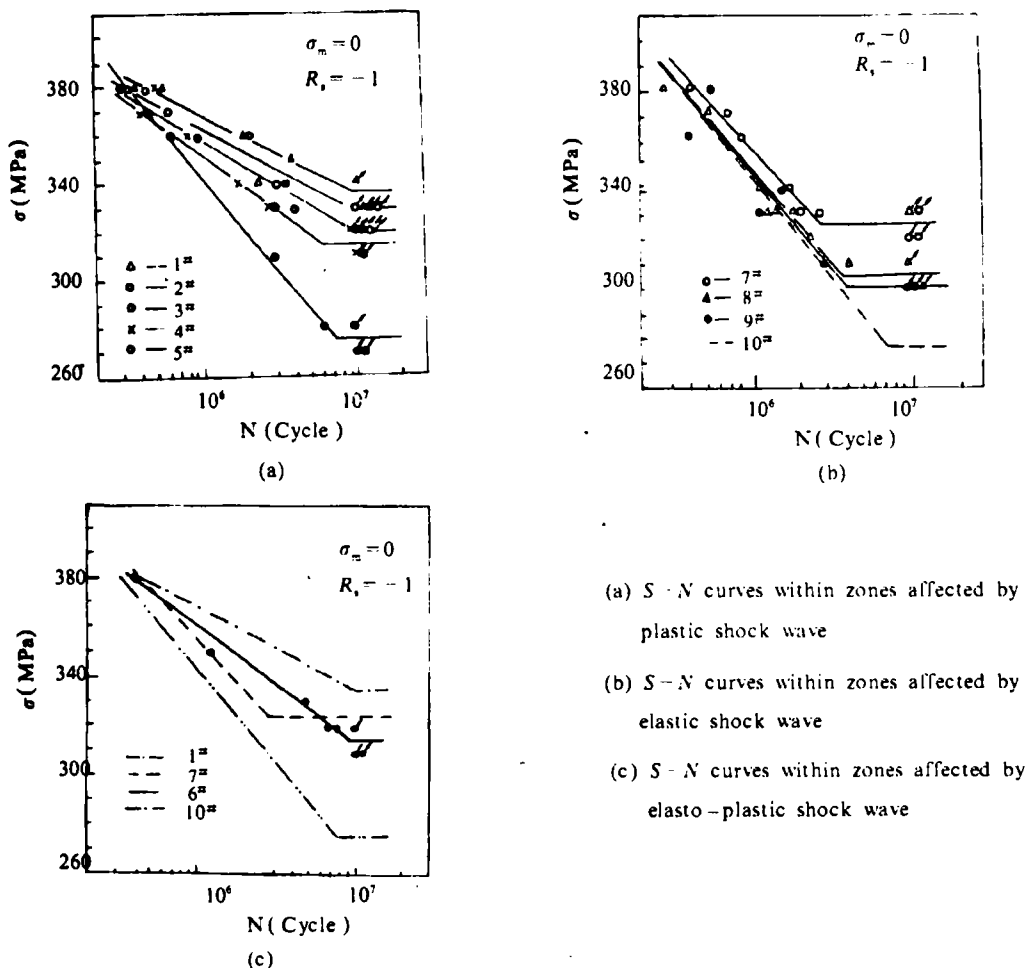 σm = 0
Rs = −1
380
340
300
260
σ (MPa)
△ — 1#
○ — 2#
○ — 3#
× — 4#
○ — 5#
10⁶
10⁷
N (Cycle)
(a)
σm = 0
Rs = −1
380
340
300
260
σ (MPa)
○ — 7#
△ — 8#
● — 9#
--- 10#
10⁶
10⁷
N (Cycle)
(b)
σm = 0
Rs = −1
380
340
300
260
σ (MPa)
1#
7#
6#
10#
10⁶
10⁷
N (Cycle)
(c)
(a) S – N curves within zones affected by
plastic shock wave
(b) S – N curves within zones affected by
elastic shock wave
(c) S – N curves within zones affected by
elasto – plastic shock wave